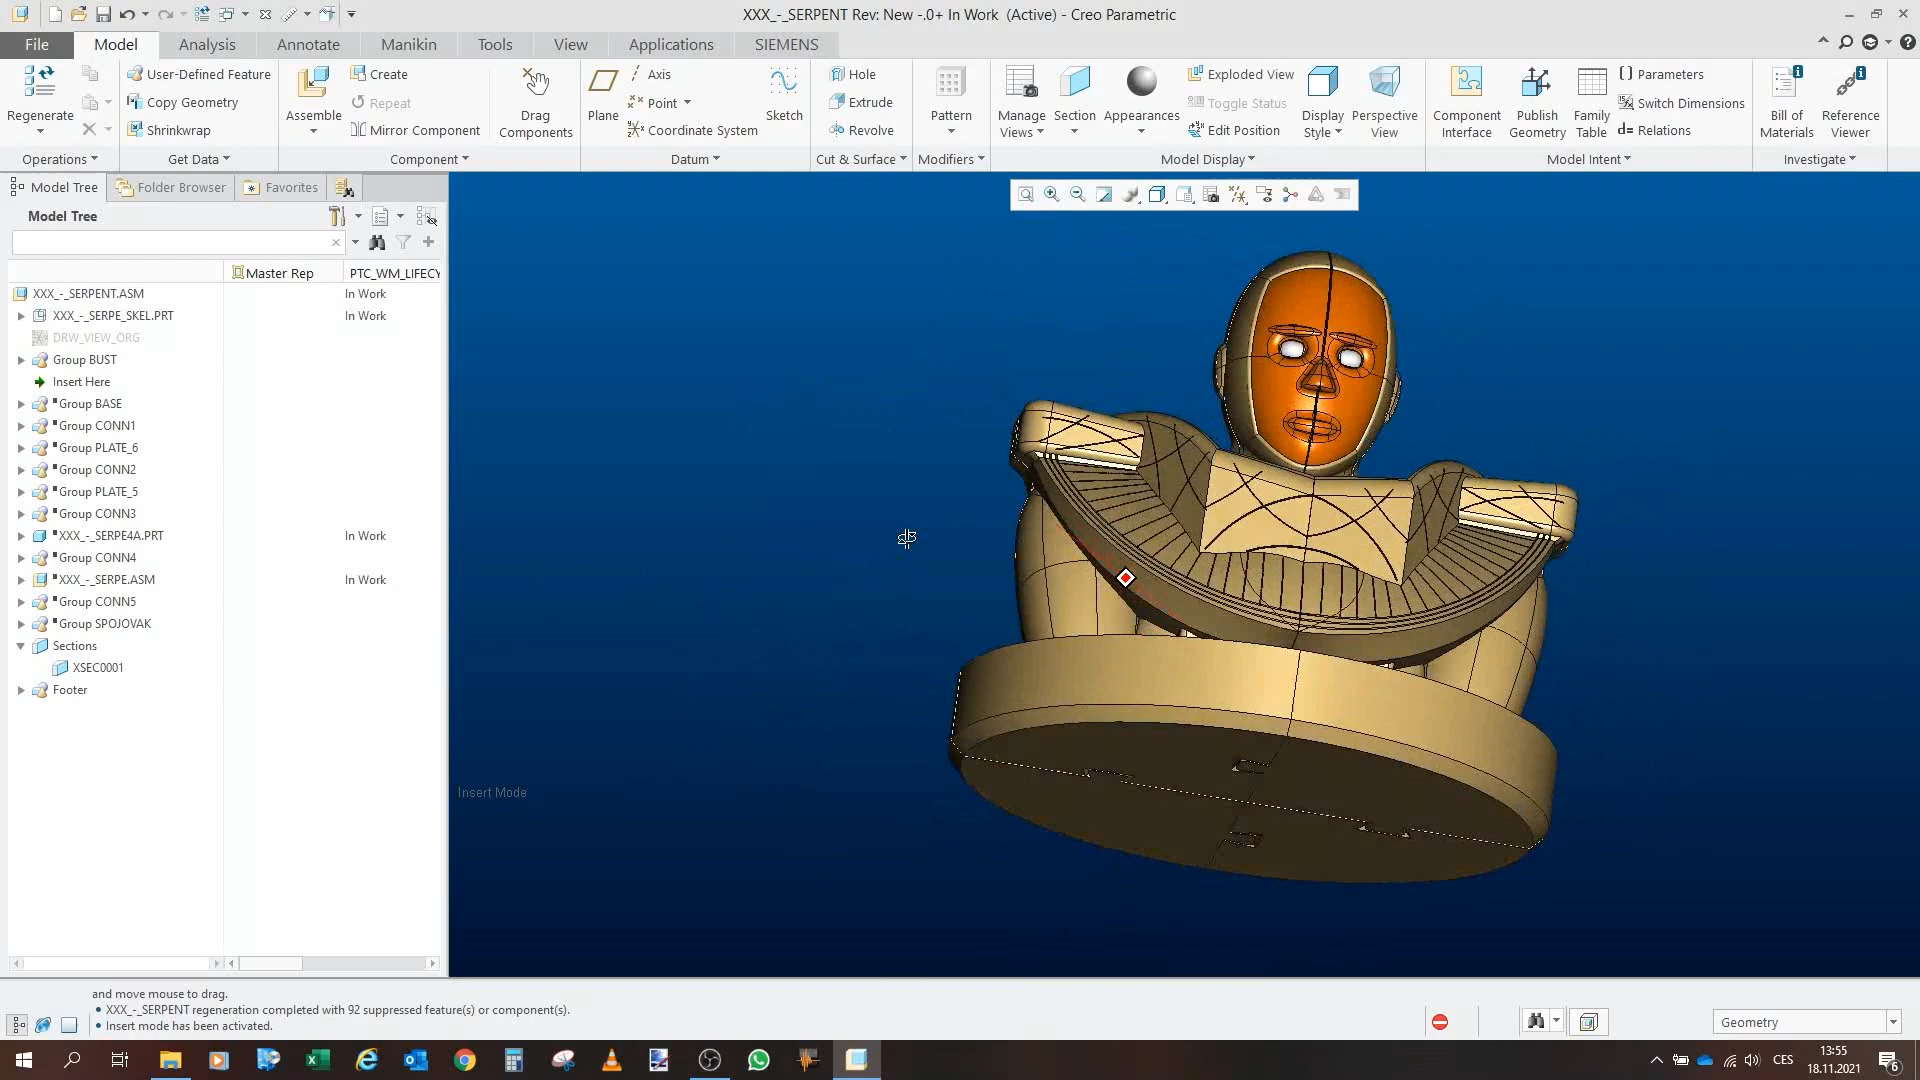 XXX_-_SERPENT Rev: New -.0+ In Work (Active) - Creo Parametric
File Model Analysis Annotate Manikin Tools View Applications SIEMENS
Regenerate
User-Defined Feature
Copy Geometry
Shrinkwrap
Assemble
Create
Repeat
Mirror Component
Drag
Components
Plane
Axis
Point
Coordinate System
Sketch
Hole
Extrude
Revolve
Pattern
Manage
Views
Section
Appearances
Exploded View
Toggle Status
Edit Position
Display
Style
Perspective
View
Component
Interface
Publish
Geometry
Family
Table
Parameters
Switch Dimensions
Relations
Bill of
Materials
Reference
Viewer
Operations Get Data Component Datum Cut & Surface Modifiers Model Display Model Intent Investigate
Model Tree Folder Browser Favorites
Model Tree
Master Rep PTC_WM_LIFECY
XXX_-_SERPENT.ASM In Work
XXX_-_SERPE_SKEL.PRT In Work
DRW_VIEW_ORG
Group BUST
Insert Here
Group BASE
Group CONN1
Group PLATE_6
Group CONN2
Group PLATE_5
Group CONN3
XXX_-_SERPE4A.PRT In Work
Group CONN4
XXX_-_SERPE.ASM In Work
Group CONN5
Group SPOJOVAK
Sections
XSEC0001
Footer
Insert Mode
and move mouse to drag.
• XXX_-_SERPENT regeneration completed with 92 suppressed feature(s) or component(s).
• Insert mode has been activated.
Geometry
CES
13:55
18.11.2021
6